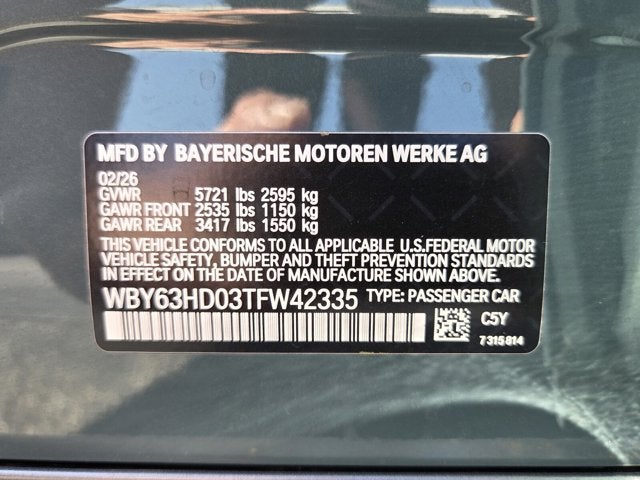 MFD BY BAYERISCHE MOTOREN WERKE AG
02/26
GVWR 5721 lbs 2595 kg
GAWR FRONT 2535 lbs 1150 kg
GAWR REAR 3417 lbs 1550 kg
THIS VEHICLE CONFORMS TO ALL APPLICABLE U.S.FEDERAL MOTOR
VEHICLE SAFETY, BUMPER AND THEFT PREVENTION STANDARDS
IN EFFECT ON THE DATE OF MANUFACTURE SHOWN ABOVE.
WBY63HD03TFW42335 TYPE: PASSENGER CAR
C5Y
7315814